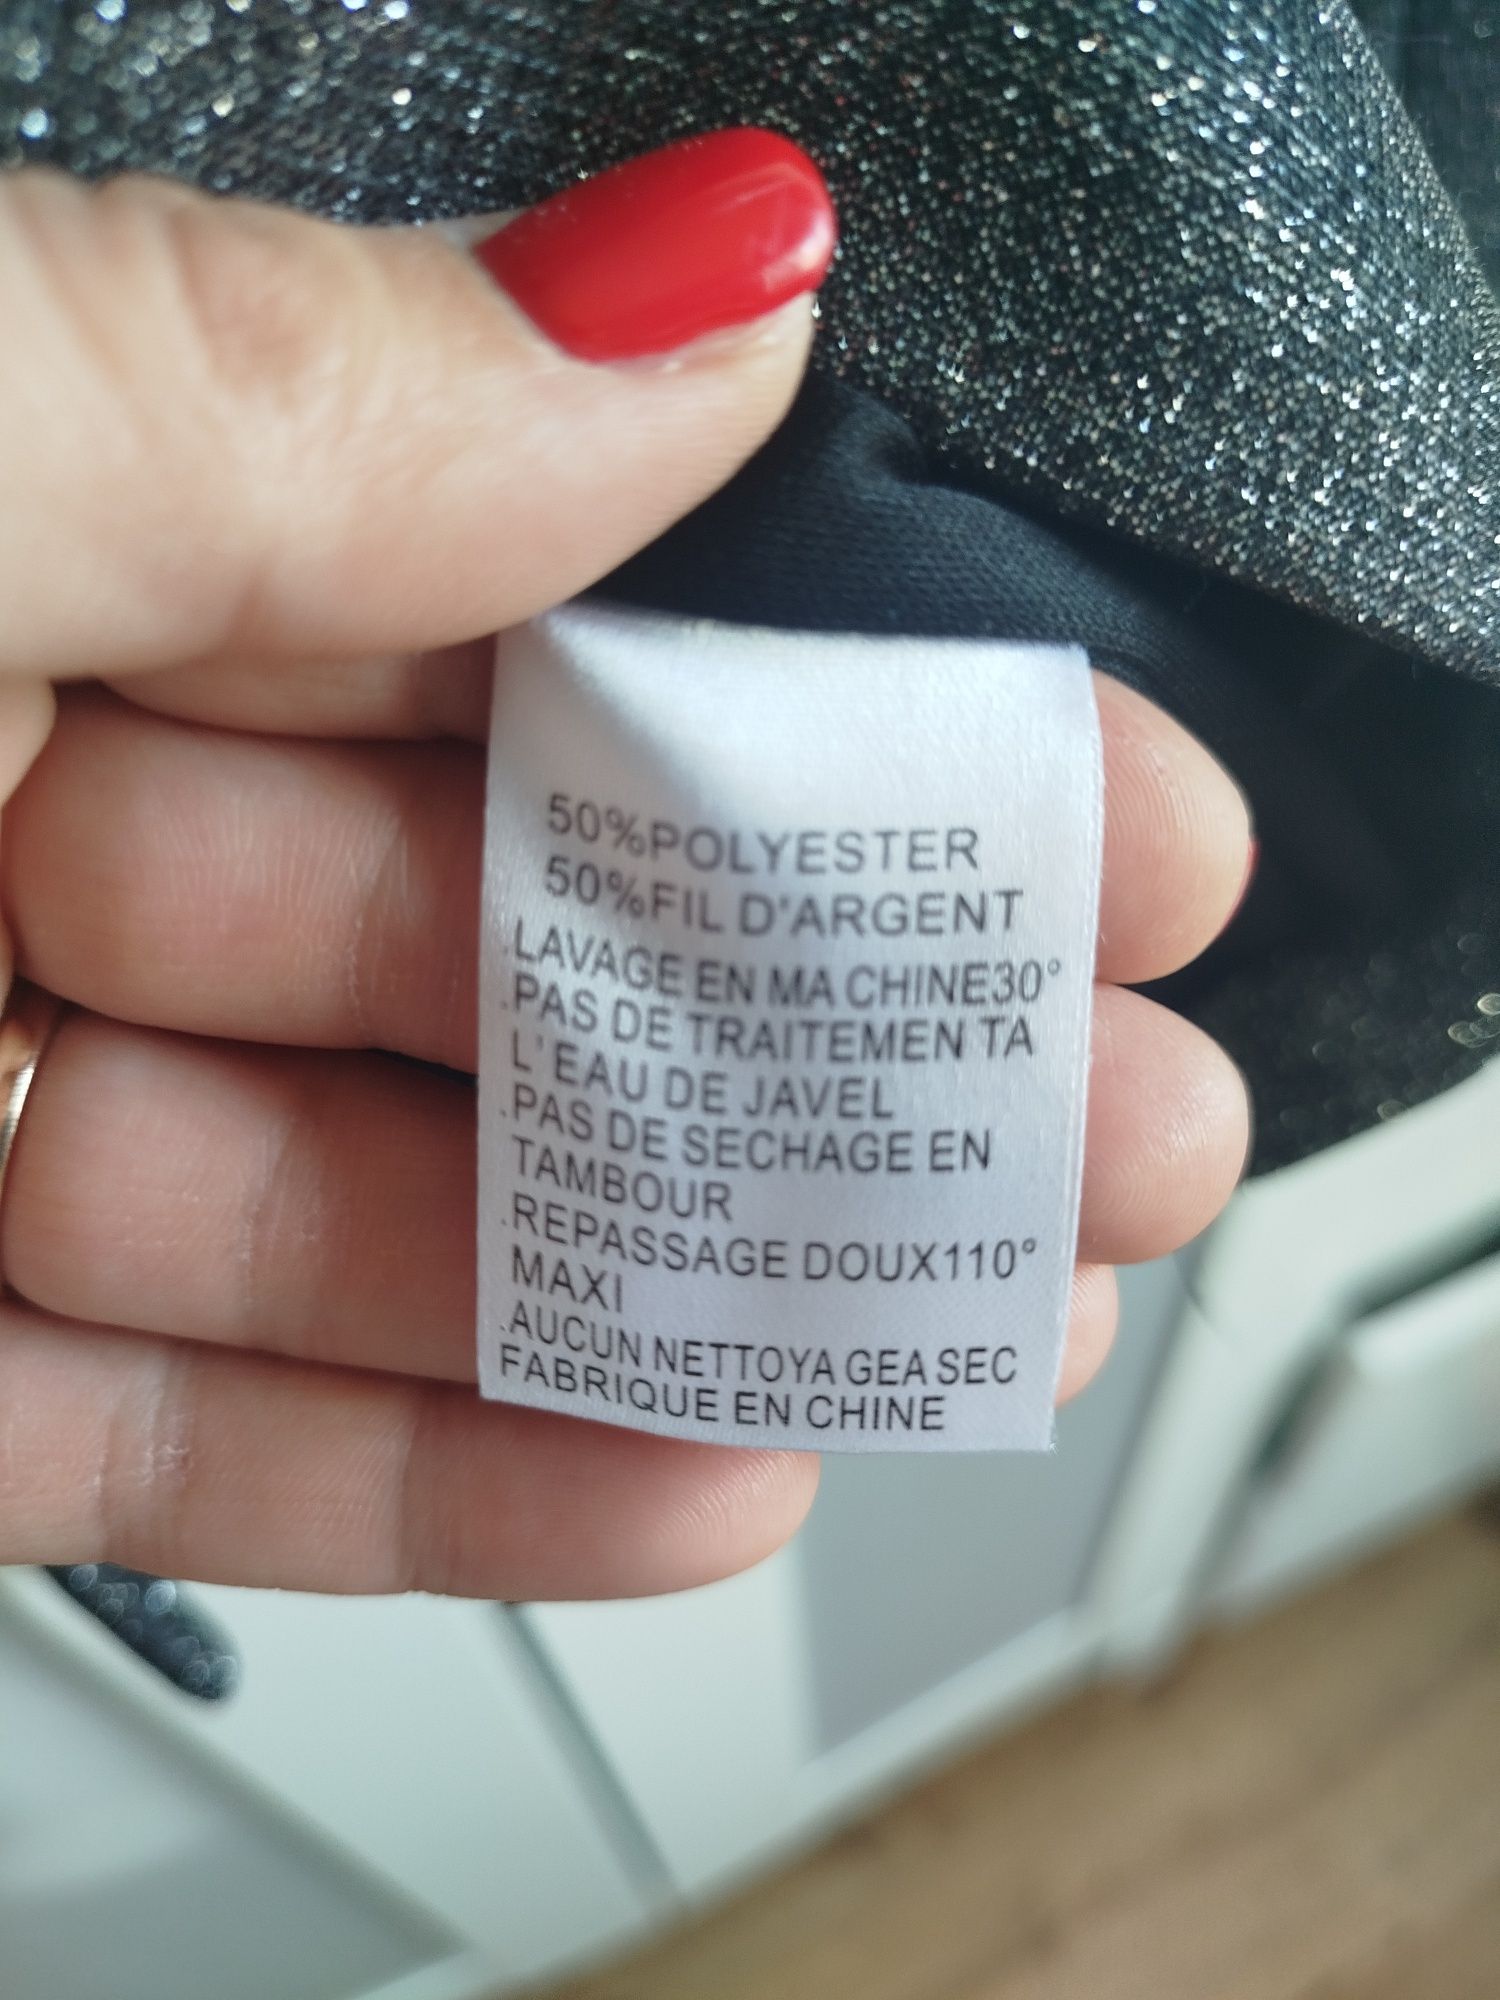 50%POLYESTER
50%FIL D'ARGENT
.LAVAGE EN MA CHINE30°
.PAS DE TRAITEMEN TA
L'EAU DE JAVEL
.PAS DE SECHAGE EN
TAMBOUR
.REPASSAGE DOUX110°
MAXI
.AUCUN NETTOYA GEA SEC
FABRIQUE EN CHINE